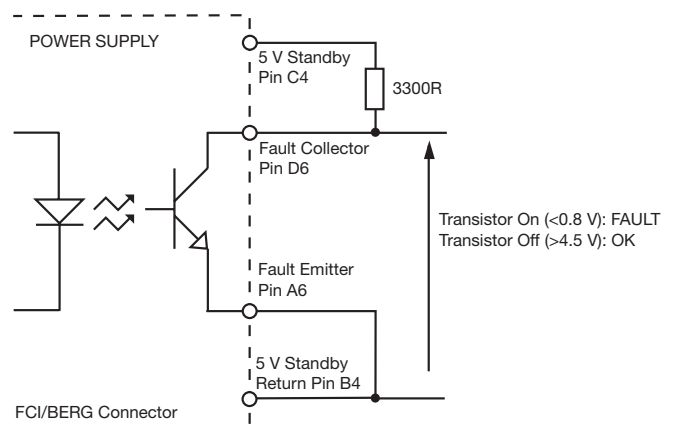 POWER SUPPLY
5 V Standby
Pin C4
3300R
Fault Collector
Pin D6
Transistor On (<0.8 V): FAULT
Transistor Off (>4.5 V): OK
Fault Emitter
Pin A6
5 V Standby
Return Pin B4
FCI/BERG Connector